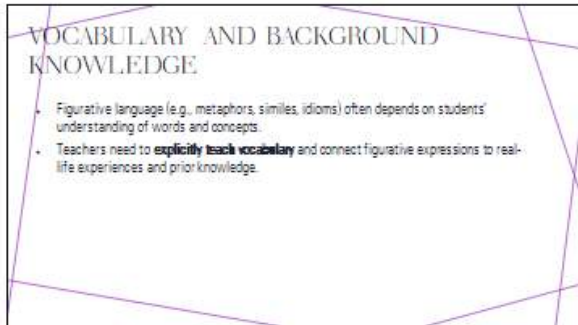 VOCABULARY AND BACKGROUND
KNOWLEDGE
• Figurative language (e.g., metaphors, similes, idioms) often depends on students'
understanding of words and concepts.
• Teachers need to explicitly teach vocabulary and connect figurative expressions to real-
life experiences and prior knowledge.